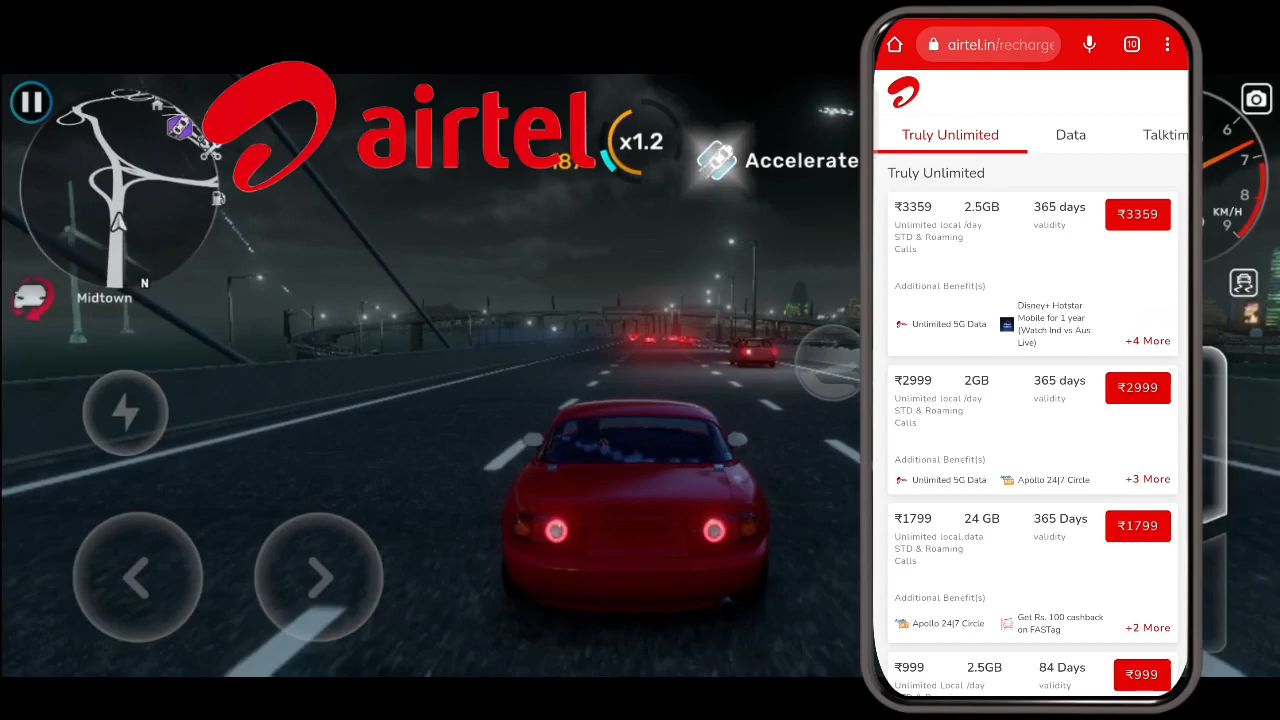 airtel
x1.2
Accelerate
Midtown
N
6
7
8
9
KM/H
10
airtel.in/recharge
Truly Unlimited
Data
Talktim
Truly Unlimited
₹3359 2.5GB 365 days ₹3359
Unlimited local /day validity
STD & Roaming
Calls
Additional Benefit(s)
Unlimited 5G Data
Disney+ Hotstar
Mobile for 1 year
(Watch Ind vs Aus
Live)
+4 More
₹2999 2GB 365 days ₹2999
Unlimited local /day validity
STD & Roaming
Calls
Additional Benefit(s)
Unlimited 5G Data
Apollo 24|7 Circle
+3 More
₹1799 24 GB 365 Days ₹1799
Unlimited local,data validity
STD & Roaming
Calls
Additional Benefit(s)
Apollo 24|7 Circle
Get Rs. 100 cashback
on FASTag
+2 More
₹999 2.5GB 84 Days ₹999
Unlimited Local /day validity